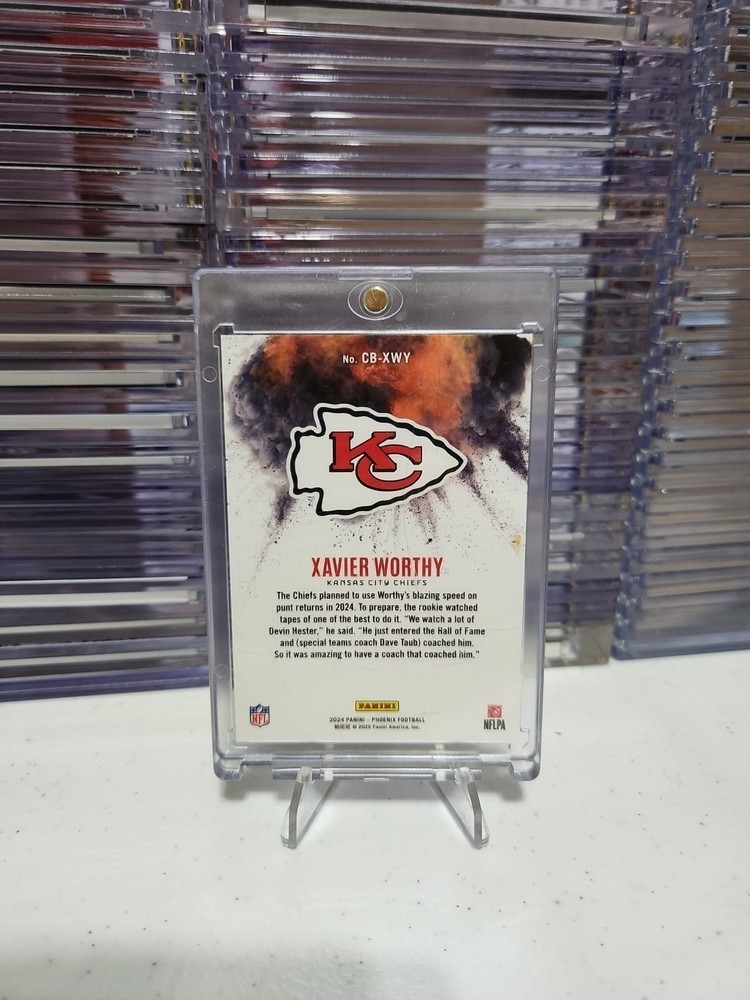 No. CB-XWY
KC
XAVIER WORTHY
KANSAS CITY CHIEFS
The Chiefs planned to use Worthy's blazing speed on
punt returns in 2024. To prepare, the rookie watched
tapes of one of the best to do it. "We watch a lot of
Devin Hester," he said. "He just entered the Hall of Fame
and (special teams coach Dave Taub) coached him.
So it was amazing to have a coach that coached him."
PANINI
2024 PANINI – PHOENIX FOOTBALL
© 2025 Panini America, Inc.
NFL
NFLPA